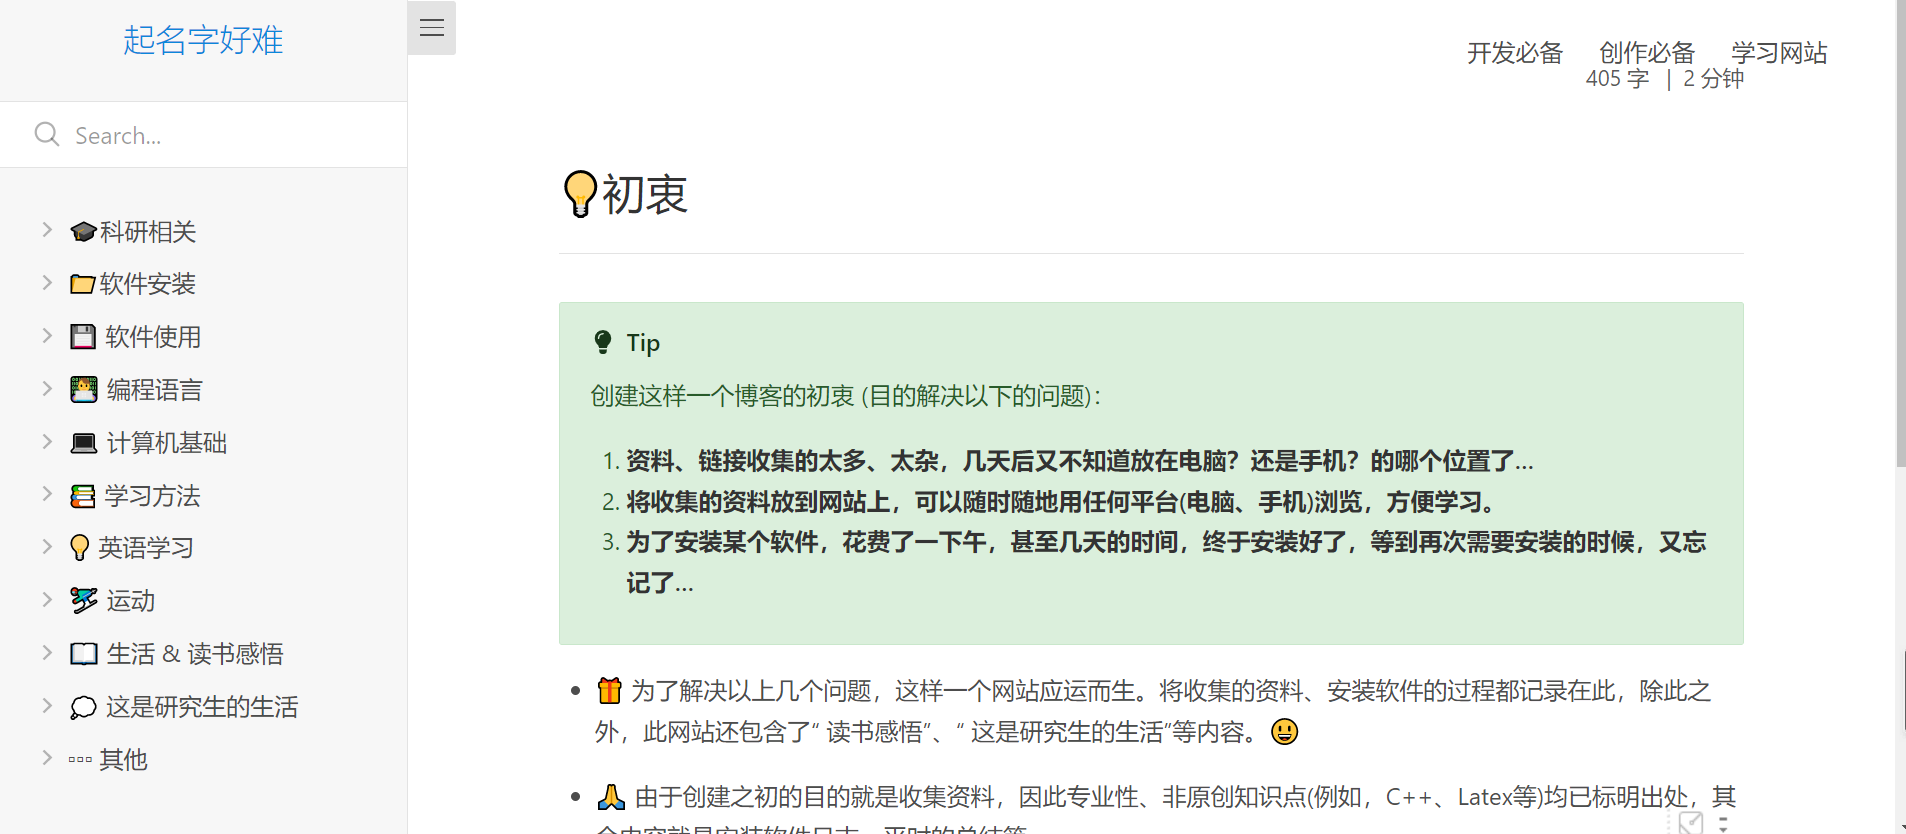 起名字好难
Search...
科研相关
软件安装
软件使用
编程语言
计算机基础
学习方法
英语学习
运动
生活 & 读书感悟
这是研究生的生活
其他
开发必备 创作必备 学习网站
405 字 | 2 分钟
初衷
Tip
创建这样一个博客的初衷 (目的解决以下的问题)：
1. 资料、链接收集的太多、太杂，几天后又不知道放在电脑？还是手机？的哪个位置了...
2. 将收集的资料放到网站上，可以随时随地用任何平台(电脑、手机)浏览，方便学习。
3. 为了安装某个软件，花费了一下午，甚至几天的时间，终于安装好了，等到再次需要安装的时候，又忘
记了...
为了解决以上几个问题，这样一个网站应运而生。将收集的资料、安装软件的过程都记录在此，除此之
外，此网站还包含了“ 读书感悟”、“ 这是研究生的生活”等内容。
由于创建之初的目的就是收集资料，因此专业性、非原创知识点(例如，C++、Latex等)均已标明出处，其